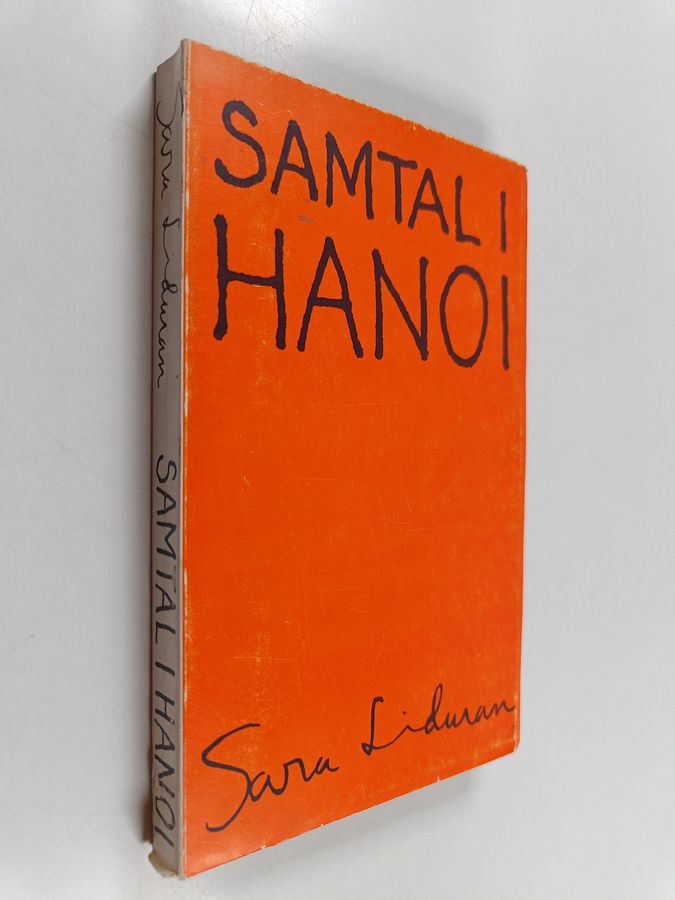 SAMTAL I
HANOI
Sara Lidman
Sara Lidman SAMTAL I HANOI